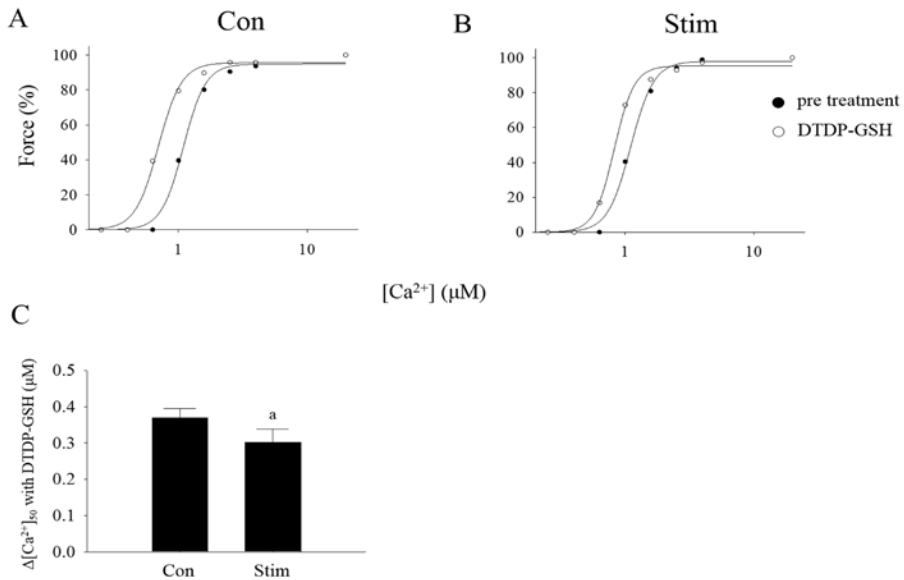 A
Con
B
Stim
Force (%)
100
80
60
40
20
0
1
10
100
80
60
40
20
0
1
10
pre treatment
DTDP-GSH
[Ca²⁺] (μM)
C
Δ[Ca²⁺]₅₀ with DTDP-GSH (μM)
0.5
0.4
0.3
0.2
0.1
0.0
a
Con
Stim